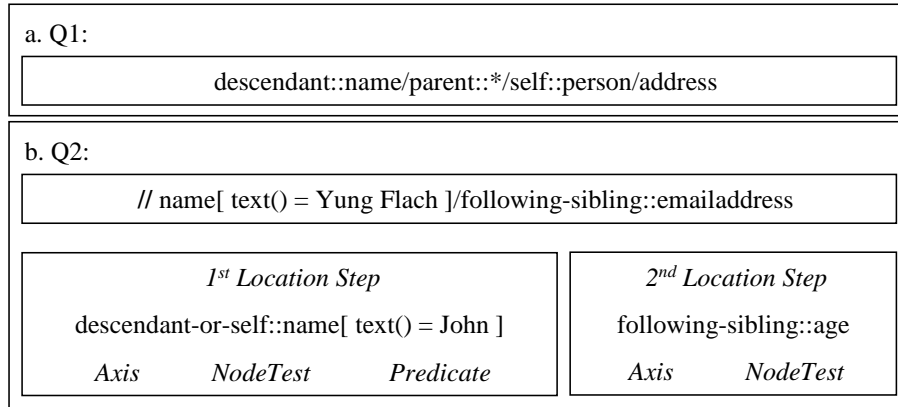 a. Q1:
descendant::name/parent::*/self::person/address
b. Q2:
// name[ text() = Yung Flach ]/following-sibling::emailaddress
1st Location Step
descendant-or-self::name[ text() = John ]
Axis NodeTest Predicate
2nd Location Step
following-sibling::age
Axis NodeTest